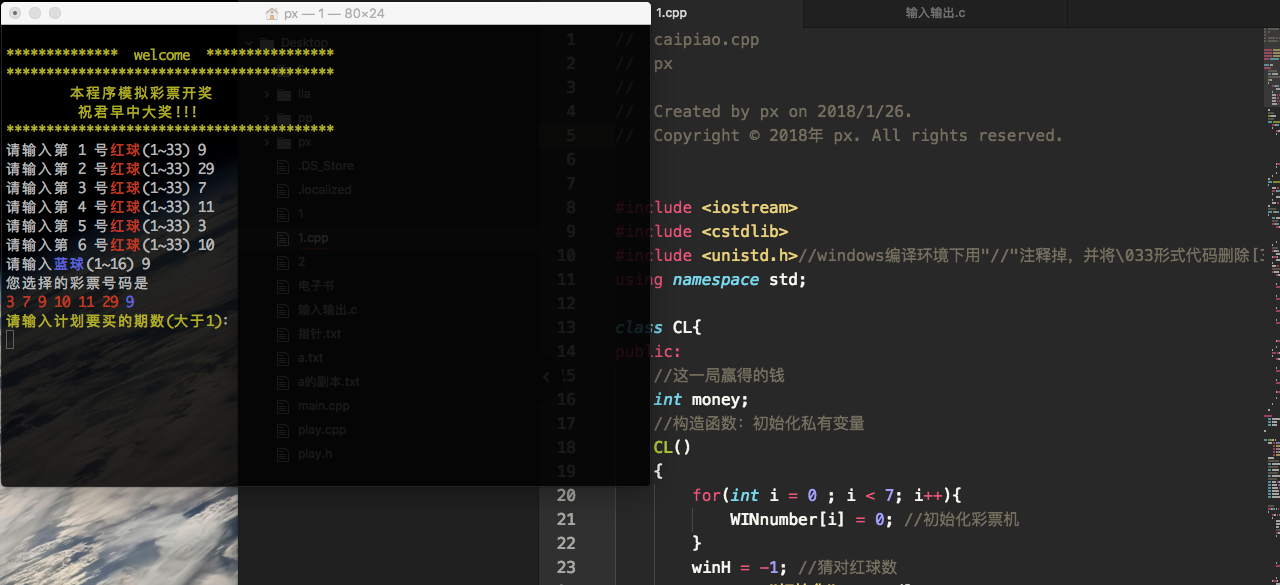 px — 1 — 80×24
************** welcome ****************
*****************************************
本程序模拟彩票开奖
祝君早中大奖!!!
*****************************************
请输入第 1 号红球(1~33) 9
请输入第 2 号红球(1~33) 29
请输入第 3 号红球(1~33) 7
请输入第 4 号红球(1~33) 11
请输入第 5 号红球(1~33) 3
请输入第 6 号红球(1~33) 10
请输入蓝球(1~16) 9
您选择的彩票号码是
3 7 9 10 11 29 9
请输入计划要买的期数(大于1):
Desktop
lla
pp
px
.DS_Store
.localized
1
1.cpp
2
电子书
输入输出.c
指针.txt
a.txt
a的副本.txt
main.cpp
play.cpp
play.h
1.cpp
输入输出.c
1 // caipiao.cpp
2 // px
3 //
4 // Created by px on 2018/1/26.
5 // Copyright © 2018年 px. All rights reserved.
6
7
8 #include <iostream>
9 #include <cstdlib>
10 #include <unistd.h>//windows编译环境下用"//"注释掉，并将\033形式代码删除[3
11 using namespace std;
12
13 class CL{
14 public:
15 //这一局赢得的钱
16 int money;
17 //构造函数：初始化私有变量
18 CL()
19 {
20 for(int i = 0 ; i < 7; i++){
21 WINnumber[i] = 0; //初始化彩票机
22 }
23 winH = -1; //猜对红球数